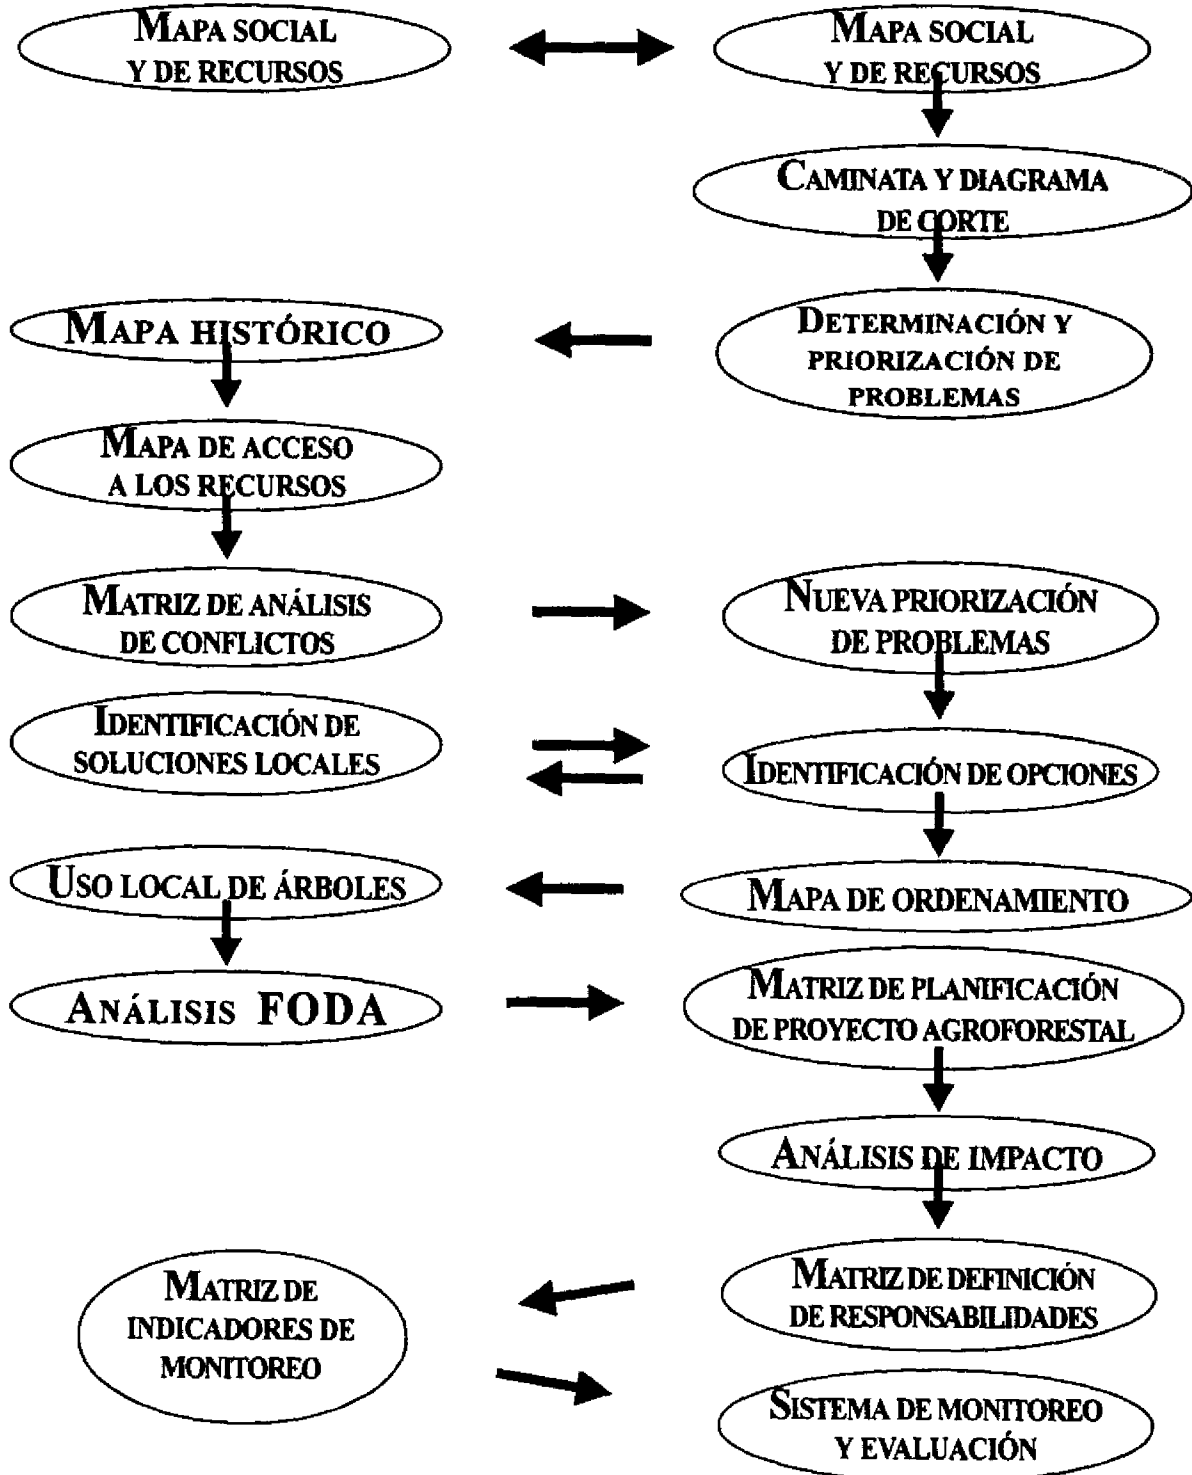 MAPA SOCIAL
Y DE RECURSOS
MAPA SOCIAL
Y DE RECURSOS
CAMINATA Y DIAGRAMA
DE CORTE
MAPA HISTÓRICO
DETERMINACIÓN Y
PRIORIZACIÓN DE
PROBLEMAS
MAPA DE ACCESO
A LOS RECURSOS
MATRIZ DE ANÁLISIS
DE CONFLICTOS
NUEVA PRIORIZACIÓN
DE PROBLEMAS
IDENTIFICACIÓN DE
SOLUCIONES LOCALES
IDENTIFICACIÓN DE OPCIONES
USO LOCAL DE ÁRBOLES
MAPA DE ORDENAMIENTO
ANÁLISIS FODA
MATRIZ DE PLANIFICACIÓN
DE PROYECTO AGROFORESTAL
ANÁLISIS DE IMPACTO
MATRIZ DE
INDICADORES DE
MONITOREO
MATRIZ DE DEFINICIÓN
DE RESPONSABILIDADES
SISTEMA DE MONITOREO
Y EVALUACIÓN